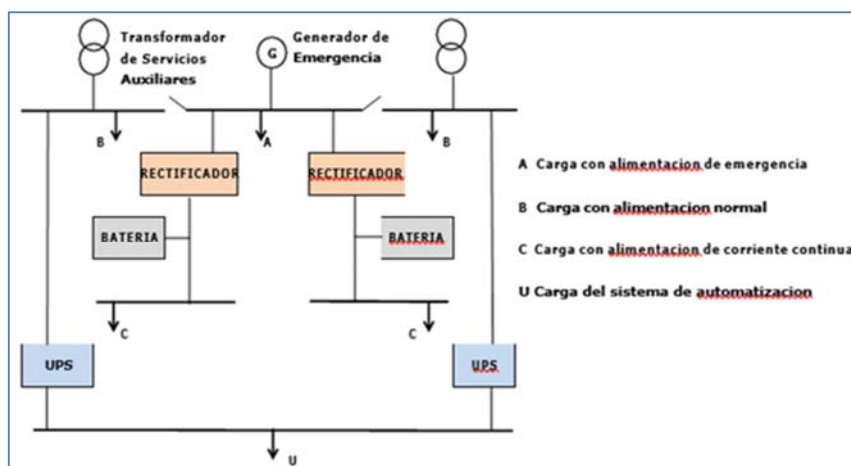 Transformador
de Servicios
Auxiliares
G
Generador de
Emergencia
B
A
B
RECTIFICADOR
RECTIFICADOR
BATERIA
BATERIA
C
C
UPS
UPS
U
A Carga con alimentacion de emergencia
B Carga con alimentacion normal
C Carga con alimentacion de corriente continua
U Carga del sistema de automatizacion